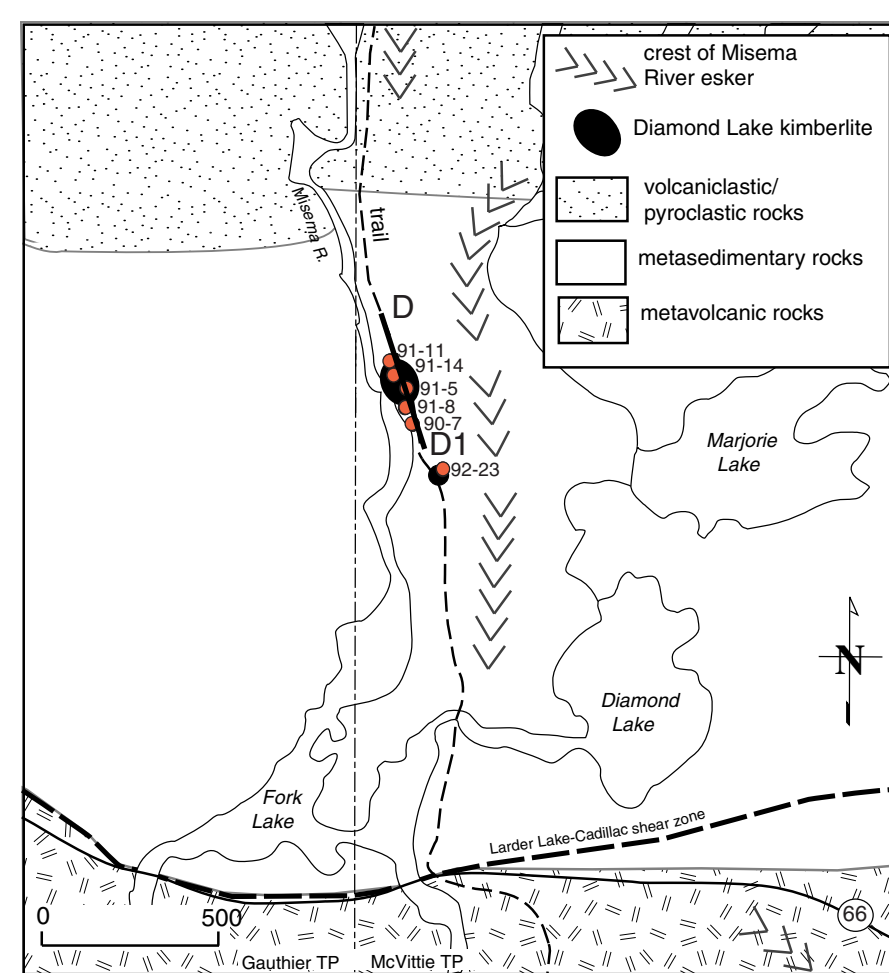 crest of Misema
River esker
Diamond Lake kimberlite
volcaniclastic/
pyroclastic rocks
metasedimentary rocks
metavolcanic rocks
Misema R.
trail
D
91-11
91-14
91-5
91-8
90-7
D1
92-23
Marjorie
Lake
N
Diamond
Lake
Fork
Lake
Larder Lake-Cadillac shear zone
0
500
66
Gauthier TP
McVittie TP